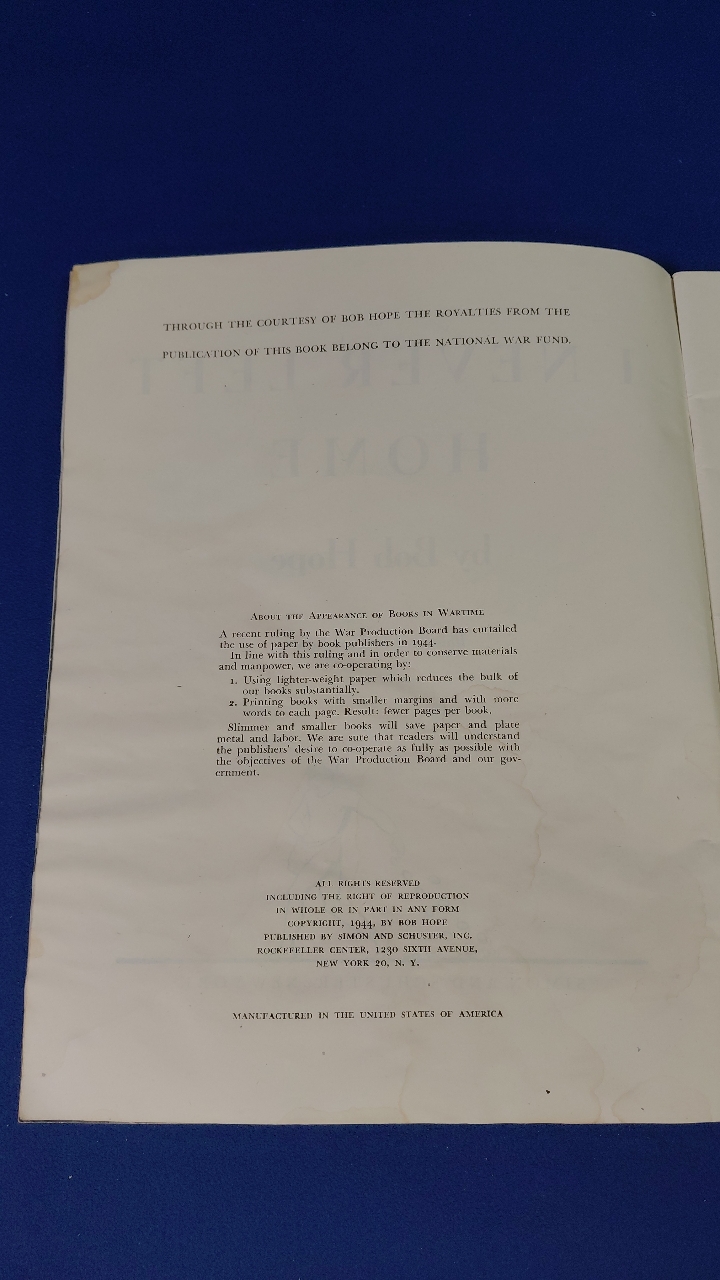 THROUGH THE COURTESY OF BOB HOPE THE ROYALTIES FROM THE
PUBLICATION OF THIS BOOK BELONG TO THE NATIONAL WAR FUND.
I NEVER LEFT
HOME
by Bob Hope
ABOUT THE APPEARANCE OF BOOKS IN WARTIME
A recent ruling by the War Production Board has curtailed
the use of paper by book publishers in 1944.
In line with this ruling and in order to conserve materials
and manpower, we are co-operating by:
1. Using lighter-weight paper which reduces the bulk of
our books substantially.
2. Printing books with smaller margins and with more
words to each page. Result: fewer pages per book.
Slimmer and smaller books will save paper and plate
metal and labor. We are sure that readers will understand
the publishers' desire to co-operate as fully as possible with
the objectives of the War Production Board and our gov-
ernment.
ALL RIGHTS RESERVED
INCLUDING THE RIGHT OF REPRODUCTION
IN WHOLE OR IN PART IN ANY FORM
COPYRIGHT, 1944, BY BOB HOPE
PUBLISHED BY SIMON AND SCHUSTER, INC.
ROCKEFELLER CENTER, 1230 SIXTH AVENUE,
NEW YORK 20, N. Y.
MANUFACTURED IN THE UNITED STATES OF AMERICA